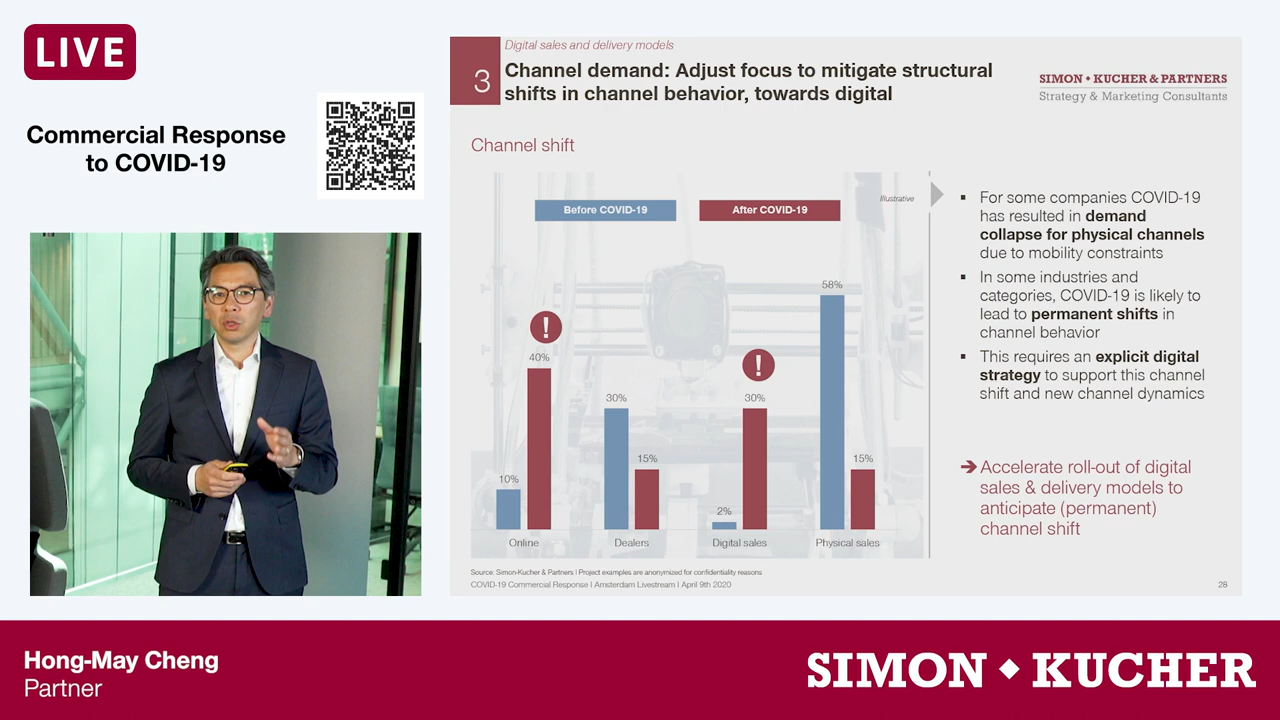 LIVE
Commercial Response
to COVID-19
Digital sales and delivery models
3
Channel demand: Adjust focus to mitigate structural
shifts in channel behavior, towards digital
SIMON • KUCHER & PARTNERS
Strategy & Marketing Consultants
Channel shift
Before COVID-19
After COVID-19
Illustrative
10%
40%
!
30%
15%
2%
30%
!
58%
15%
Online
Dealers
Digital sales
Physical sales
▪ For some companies COVID-19
has resulted in demand
collapse for physical channels
due to mobility constraints
▪ In some industries and
categories, COVID-19 is likely to
lead to permanent shifts in
channel behavior
▪ This requires an explicit digital
strategy to support this channel
shift and new channel dynamics
➔ Accelerate roll-out of digital
sales & delivery models to
anticipate (permanent)
channel shift
Source: Simon-Kucher & Partners | Project examples are anonymized for confidentiality reasons
COVID-19 Commercial Response | Amsterdam Livestream | April 9th 2020
28
Hong-May Cheng
Partner
SIMON ◆ KUCHER